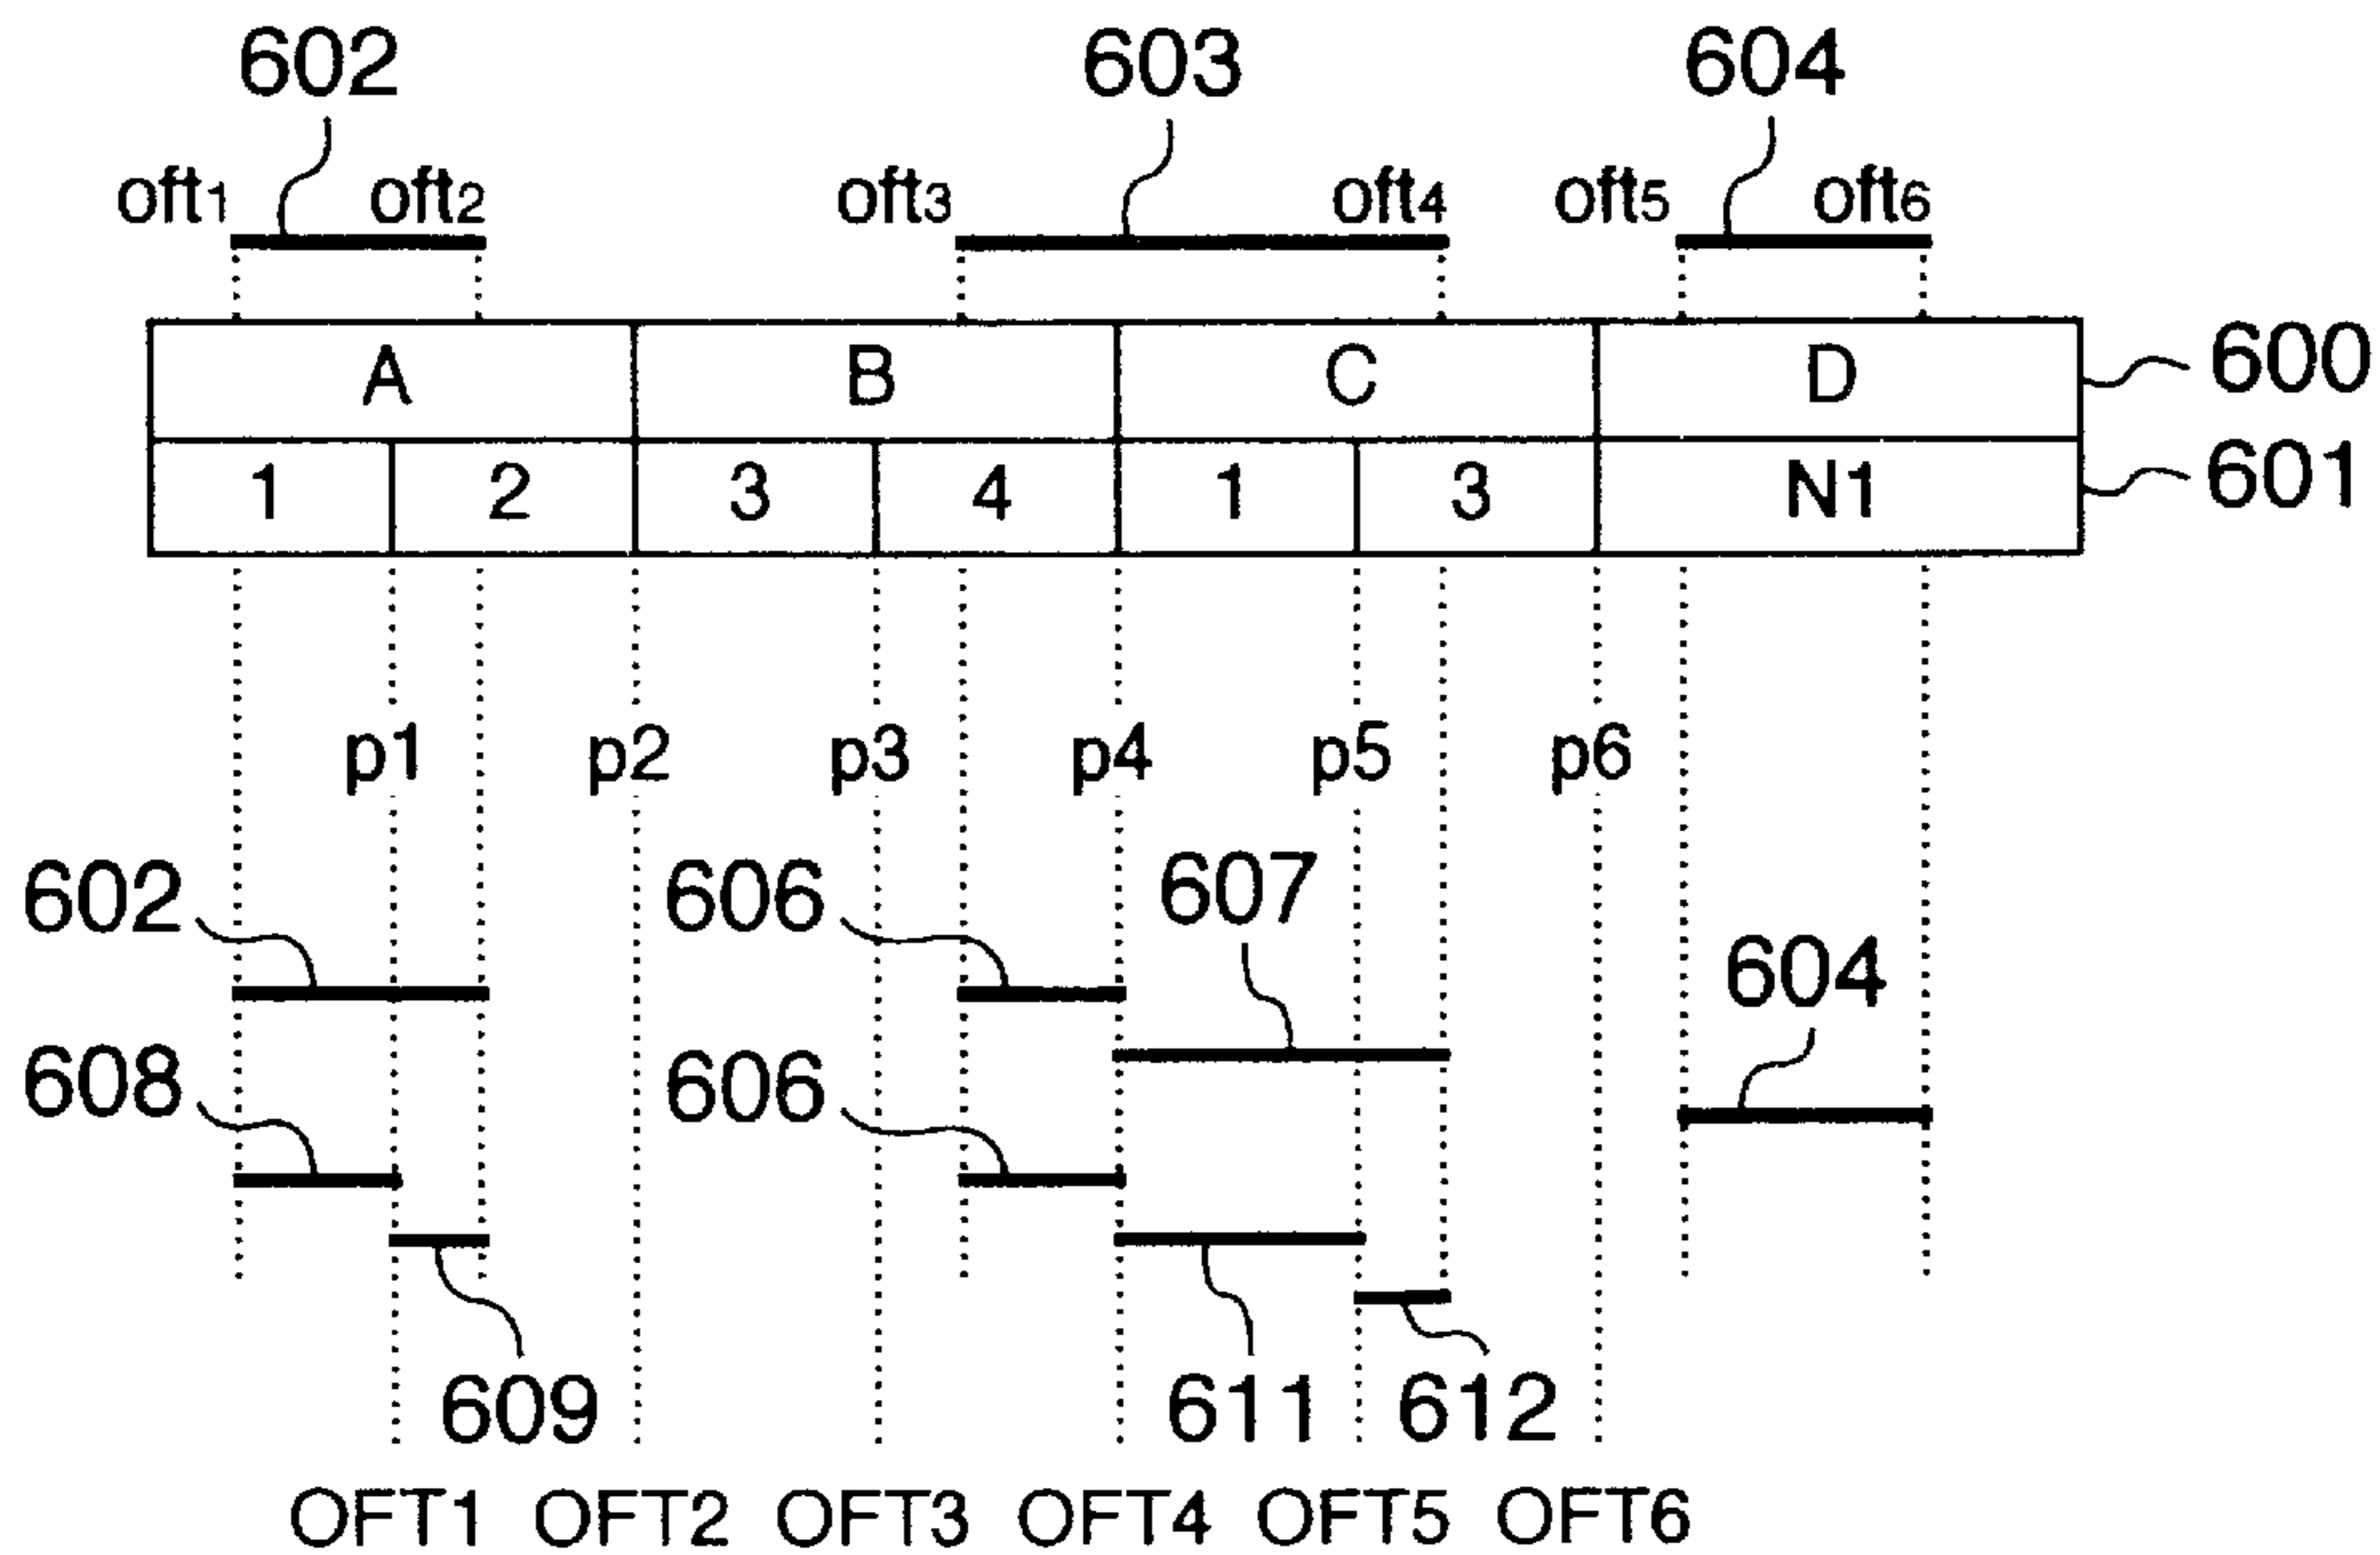 602 603 604
oft1 oft2 oft3 oft4 oft5 oft6
A B C D 600
1 2 3 4 1 3 N1 601
p1 p2 p3 p4 p5 p6
602 606 607 604
608 606
609 611 612
OFT1 OFT2 OFT3 OFT4 OFT5 OFT6